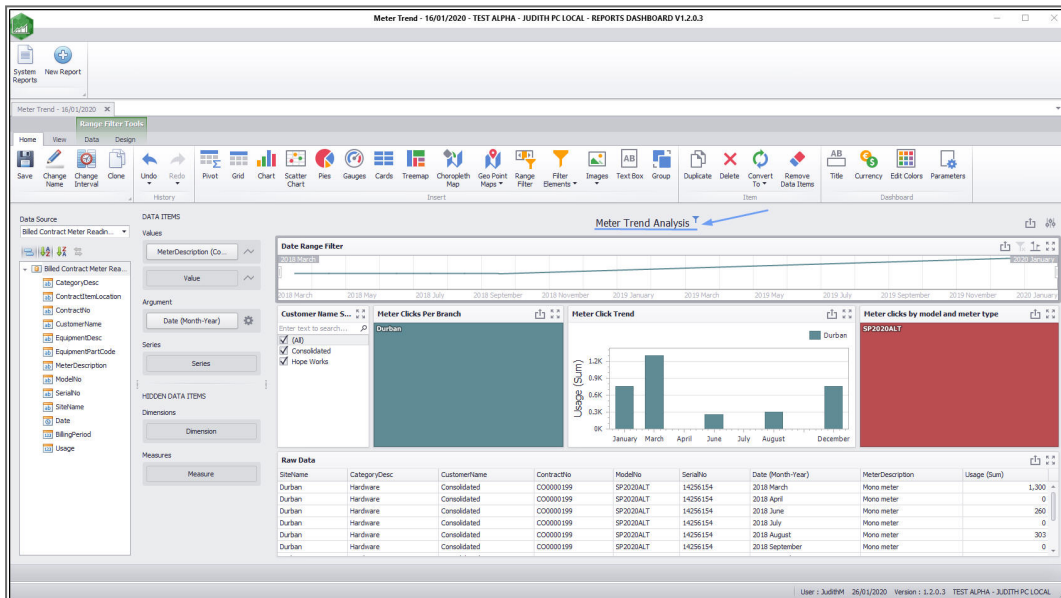 Meter Trend - 16/01/2020 - TEST ALPHA - JUDITH PC LOCAL - REPORTS DASHBOARD V1.2.0.3
System Reports
New Report
Meter Trend - 16/01/2020
Range Filter Tools
Home View Data Design
Save Change Name Change Interval Clone Undo Redo Pivot Grid Chart Scatter Chart Pies Gauges Cards Treemap Choropleth Map Geo Point Maps Range Filter Filter Elements Images Text Box Group Duplicate Delete Convert To Remove Data Items Title Currency Edit Colors Parameters
History Insert Item Dashboard
Data Source
Billed Contract Meter Readin...
Billed Contract Meter Rea...
CategoryDesc
ContractItemLocation
ContractNo
CustomerName
EquipmentDesc
EquipmentPartCode
MeterDescription
ModelNo
SerialNo
SiteName
Date
BillingPeriod
Usage
DATA ITEMS
Values
MeterDescription (Co...
Value
Argument
Date (Month-Year)
Series
Series
HIDDEN DATA ITEMS
Dimensions
Dimension
Measures
Measure
Meter Trend Analysis
Date Range Filter
2018 March 2020 January
2018 March 2018 May 2018 July 2018 September 2018 November 2019 January 2019 March 2019 May 2019 July 2019 September 2019 November 2020 January
Customer Name S...
Enter text to search...
(All)
Consolidated
Hope Works
Meter Clicks Per Branch
Durban
Meter Click Trend
Durban
Usage (Sum)
1.2K
0.9K
0.6K
0.3K
0K
January March April June July August December
Meter clicks by model and meter type
SP2020ALT
Raw Data
SiteName CategoryDesc CustomerName ContractNo ModelNo SerialNo Date (Month-Year) MeterDescription Usage (Sum)
Durban Hardware Consolidated CO0000199 SP2020ALT 14256154 2018 March Mono meter 1,300
Durban Hardware Consolidated CO0000199 SP2020ALT 14256154 2018 April Mono meter 0
Durban Hardware Consolidated CO0000199 SP2020ALT 14256154 2018 June Mono meter 260
Durban Hardware Consolidated CO0000199 SP2020ALT 14256154 2018 July Mono meter 0
Durban Hardware Consolidated CO0000199 SP2020ALT 14256154 2018 August Mono meter 303
Durban Hardware Consolidated CO0000199 SP2020ALT 14256154 2018 September Mono meter 0
User : JudithM 26/01/2020 Version : 1.2.0.3 TEST ALPHA - JUDITH PC LOCAL